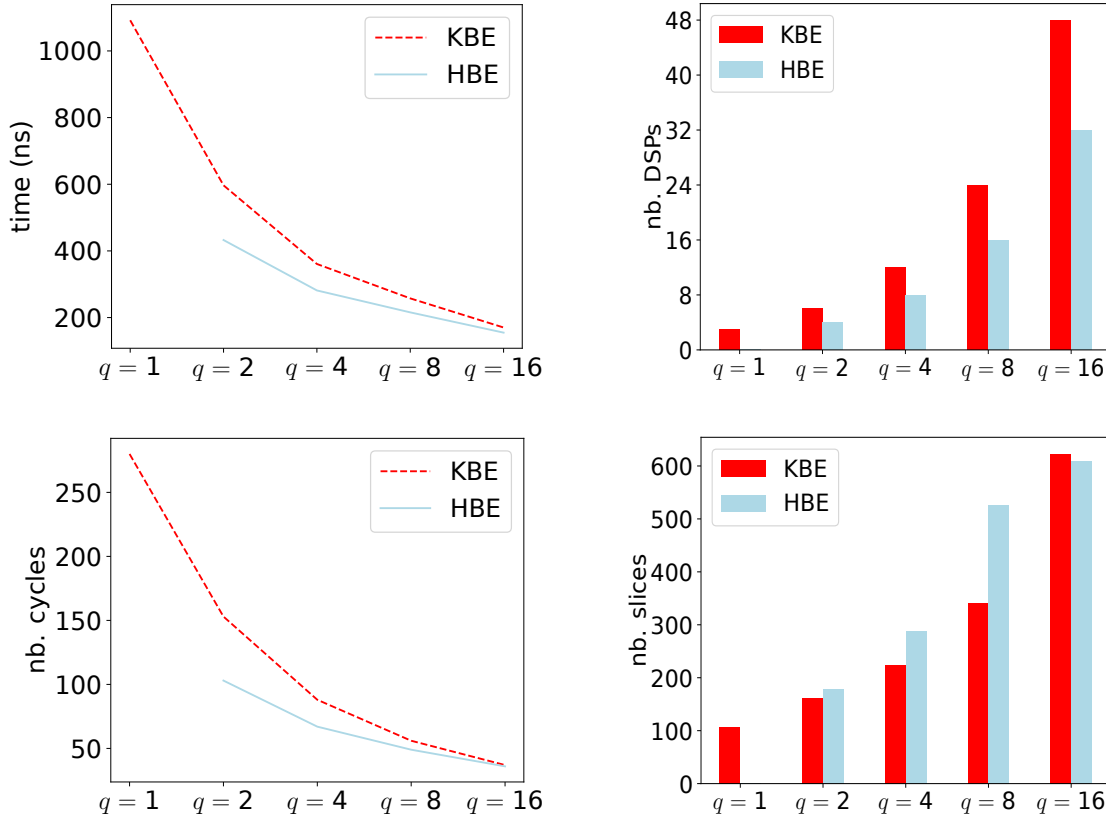 time (ns)
1000
800
600
400
200
KBE
HBE
q = 1
q = 2
q = 4
q = 8
q = 16
nb. DSPs
48
40
32
24
16
8
0
KBE
HBE
q = 1
q = 2
q = 4
q = 8
q = 16
nb. cycles
250
200
150
100
50
KBE
HBE
q = 1
q = 2
q = 4
q = 8
q = 16
nb. slices
600
500
400
300
200
100
0
KBE
HBE
q = 1
q = 2
q = 4
q = 8
q = 16